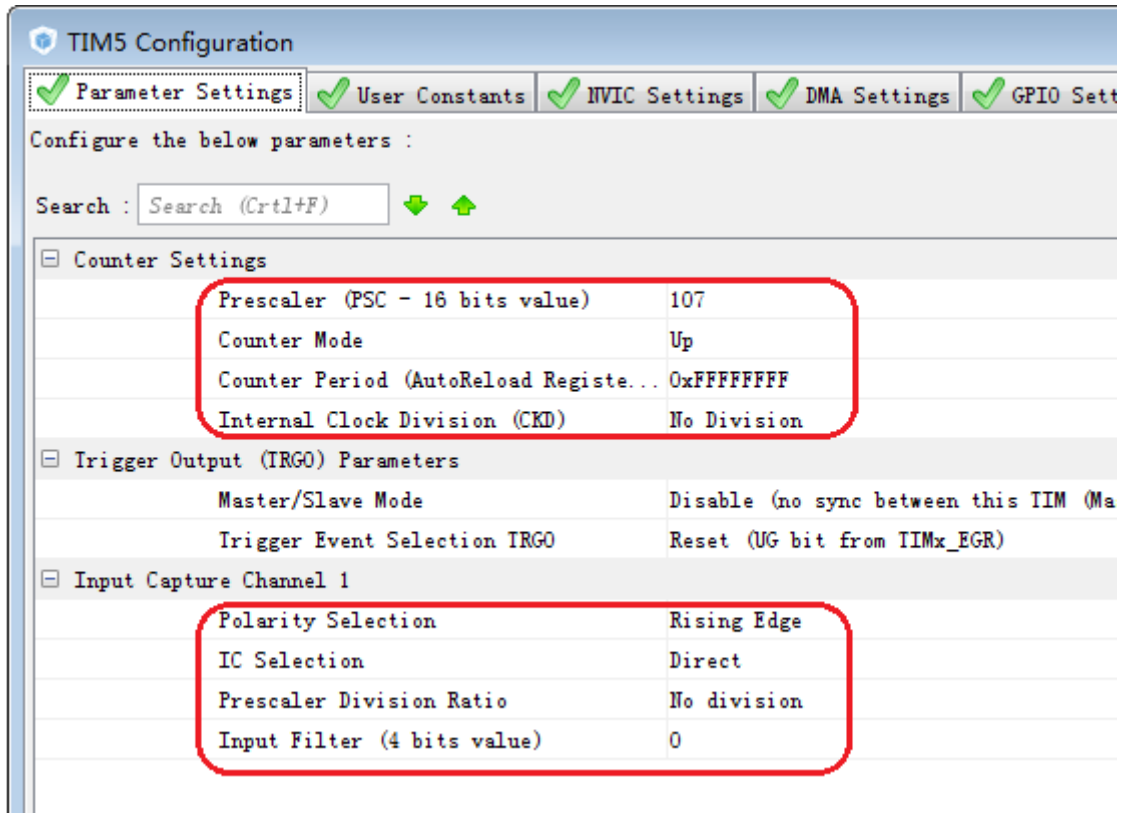 TIM5 Configuration
Parameter Settings User Constants NVIC Settings DMA Settings GPIO Sett
Configure the below parameters :
Search : Search (Crtl+F)
Counter Settings
Prescaler (PSC - 16 bits value) 107
Counter Mode Up
Counter Period (AutoReload Registe... 0xFFFFFFFF
Internal Clock Division (CKD) No Division
Trigger Output (TRGO) Parameters
Master/Slave Mode Disable (no sync between this TIM (Ma
Trigger Event Selection TRGO Reset (UG bit from TIMx_EGR)
Input Capture Channel 1
Polarity Selection Rising Edge
IC Selection Direct
Prescaler Division Ratio No division
Input Filter (4 bits value) 0